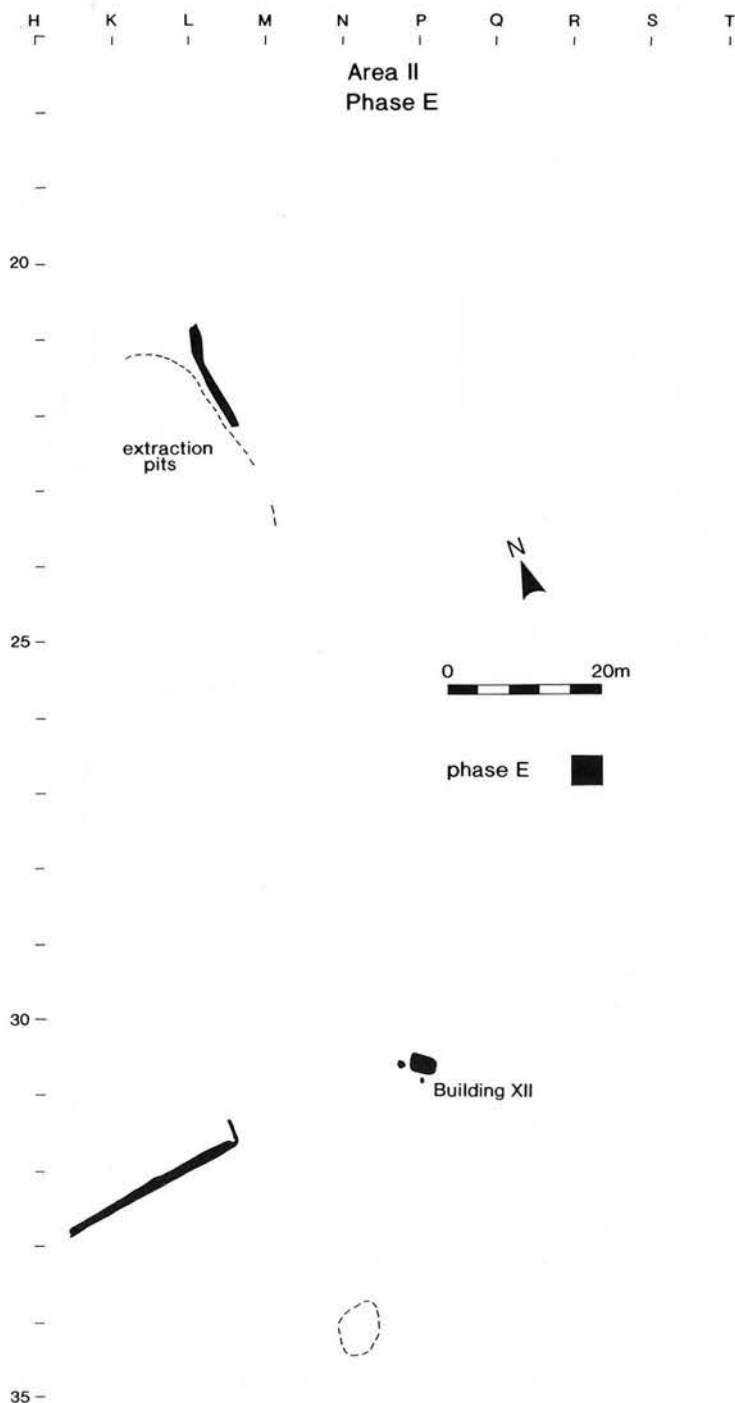 H K L M N P Q R S T
Area II
Phase E
20
extraction
pits
N
25
0 20m
phase E
30
Building XII
35